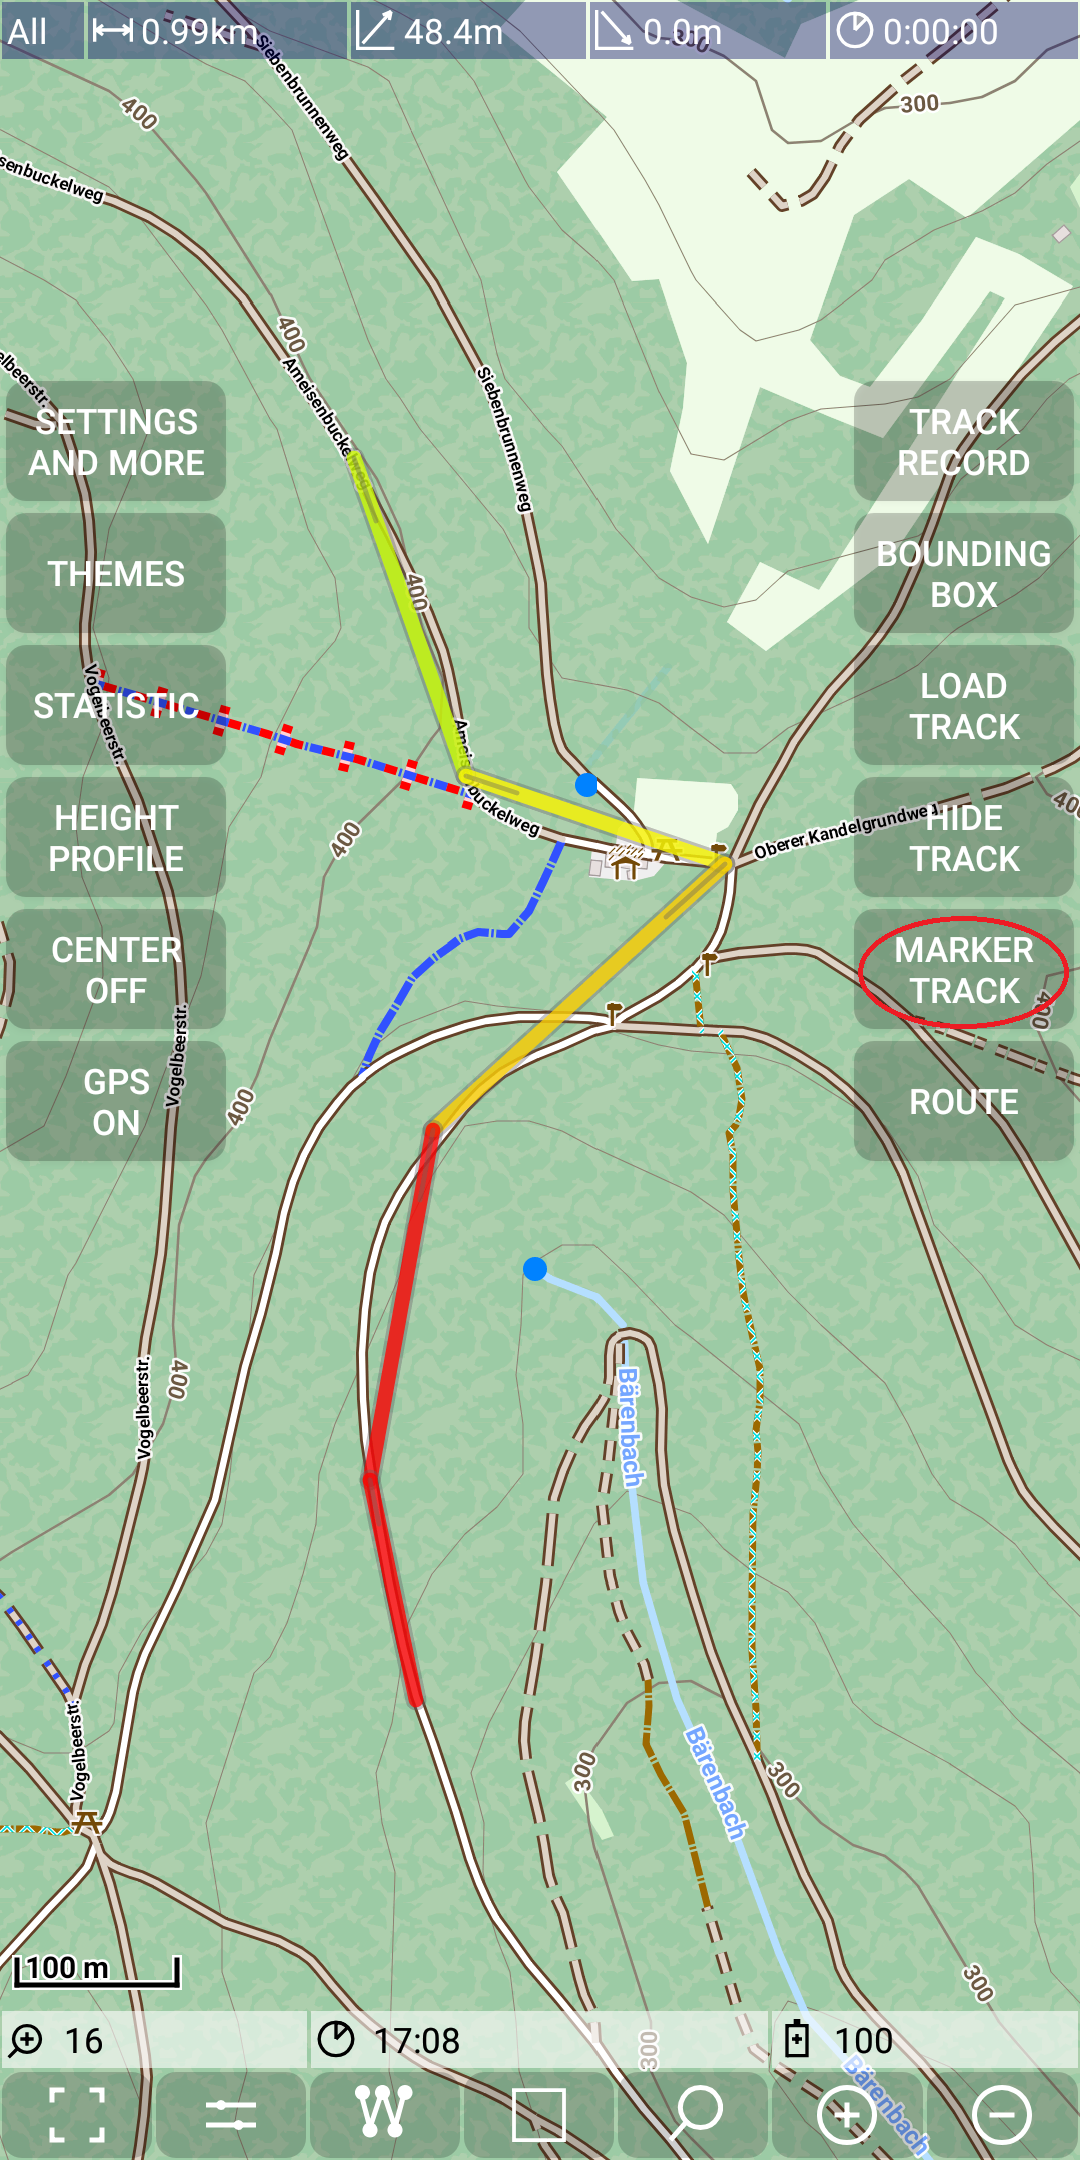 All
0.99km
48.4m
0.0m
0:00:00
300
300
400
Siebenbrunnenweg
senbuckelweg
400
Ameisenbuckelweg
Siebenbrunnenweg
elbeerstr.
SETTINGS
AND MORE
TRACK
RECORD
THEMES
BOUNDING
BOX
400
STATISTIC
LOAD
TRACK
Vogelbeerstr.
Ameis
buckelweg
HEIGHT
PROFILE
400
Oberer Kandelgrundweg
HIDE
TRACK
400
CENTER
OFF
MARKER
TRACK
400
Vogelbeerstr.
GPS
ON
400
ROUTE
Vogelbeerstr.
400
Bärenbach
Vogelbeerstr.
300
Bärenbach
300
100 m
300
16
17:08
300
100
Bärenbach